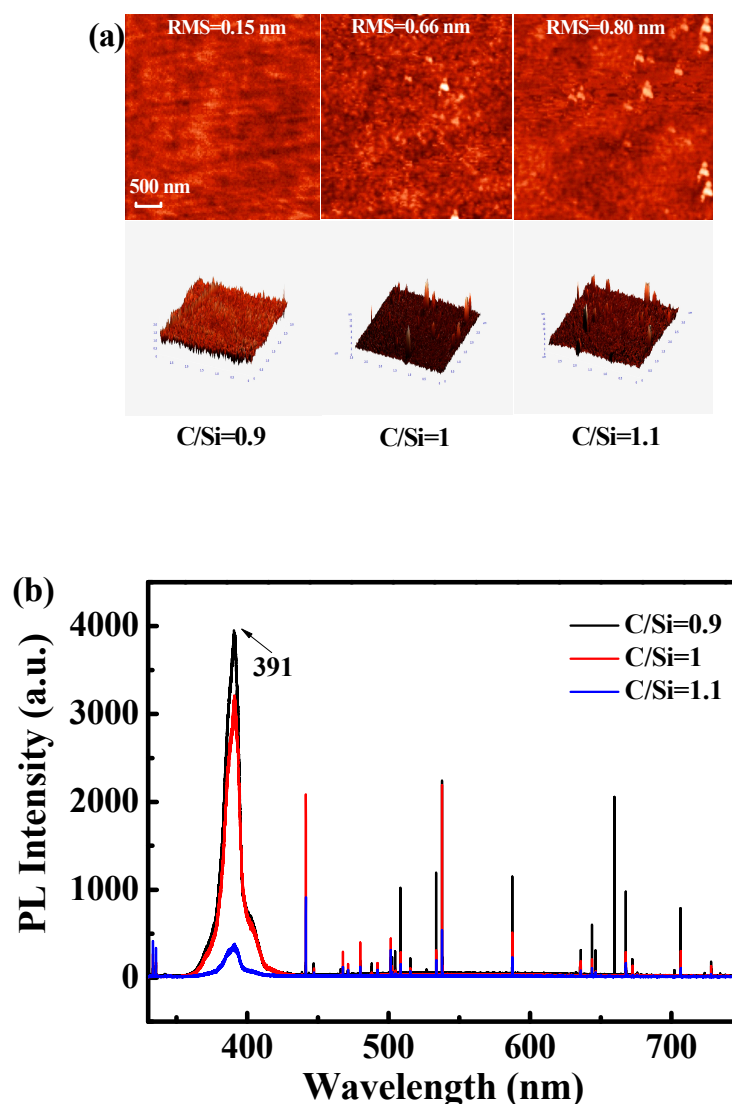 (a)
RMS=0.15 nm RMS=0.66 nm RMS=0.80 nm
500 nm
C/Si=0.9 C/Si=1 C/Si=1.1
(b)
4000
3000
2000
1000
0
PL Intensity (a.u.)
391
C/Si=0.9
C/Si=1
C/Si=1.1
400 500 600 700
Wavelength (nm)